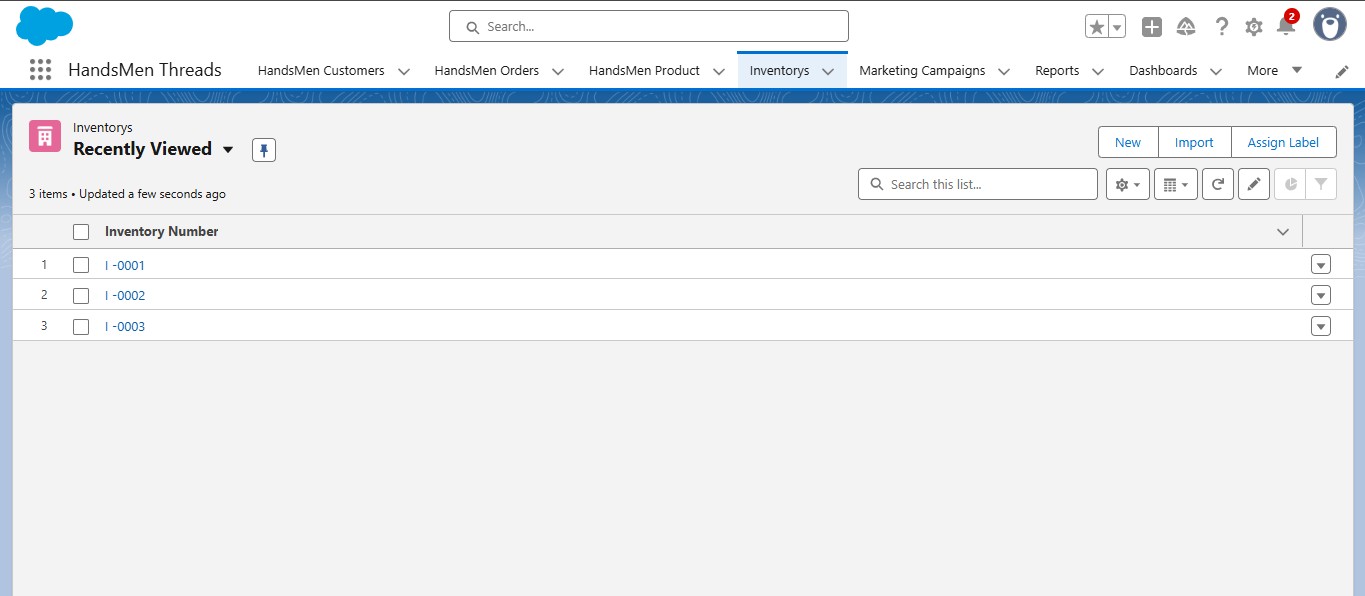 Search...
2
HandsMen Threads HandsMen Customers HandsMen Orders HandsMen Product Inventorys Marketing Campaigns Reports Dashboards More
Inventorys
Recently Viewed
New Import Assign Label
3 items • Updated a few seconds ago
Search this list...
Inventory Number
1 I -0001
2 I -0002
3 I -0003